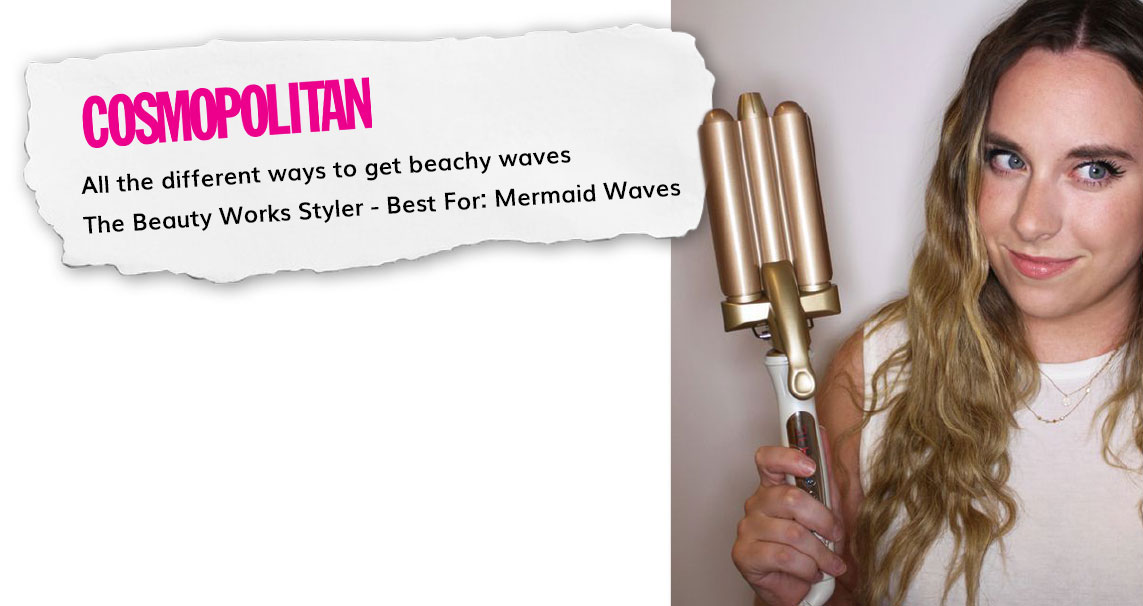 COSMOPOLITAN
All the different ways to get beachy waves
The Beauty Works Styler - Best For: Mermaid Waves